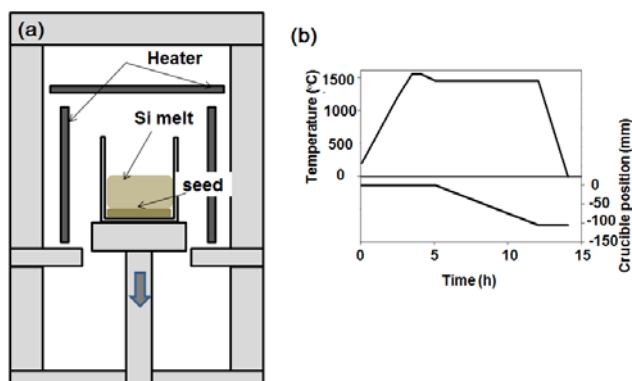 (a)
Heater
Si melt
seed
(b)
Temperature (°C)
1500
1000
500
0
0
-50
-100
-150
Crucible position (mm)
0
5
10
15
Time (h)